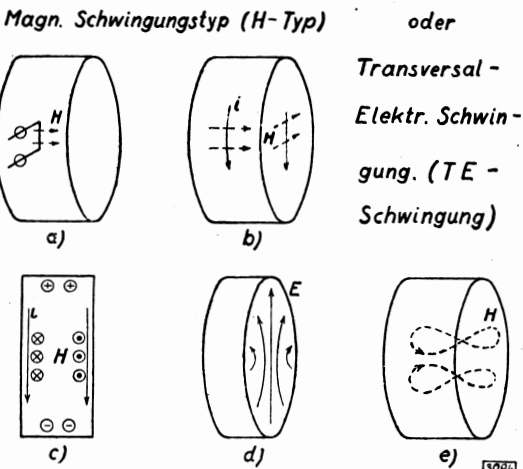 Magn. Schwingungstyp (H-Typ) oder
Transversal-
Elektr. Schwin-
gung. (TE-
Schwingung)
H
a)
i
H
b)
i
H
c)
E
d)
H
e)